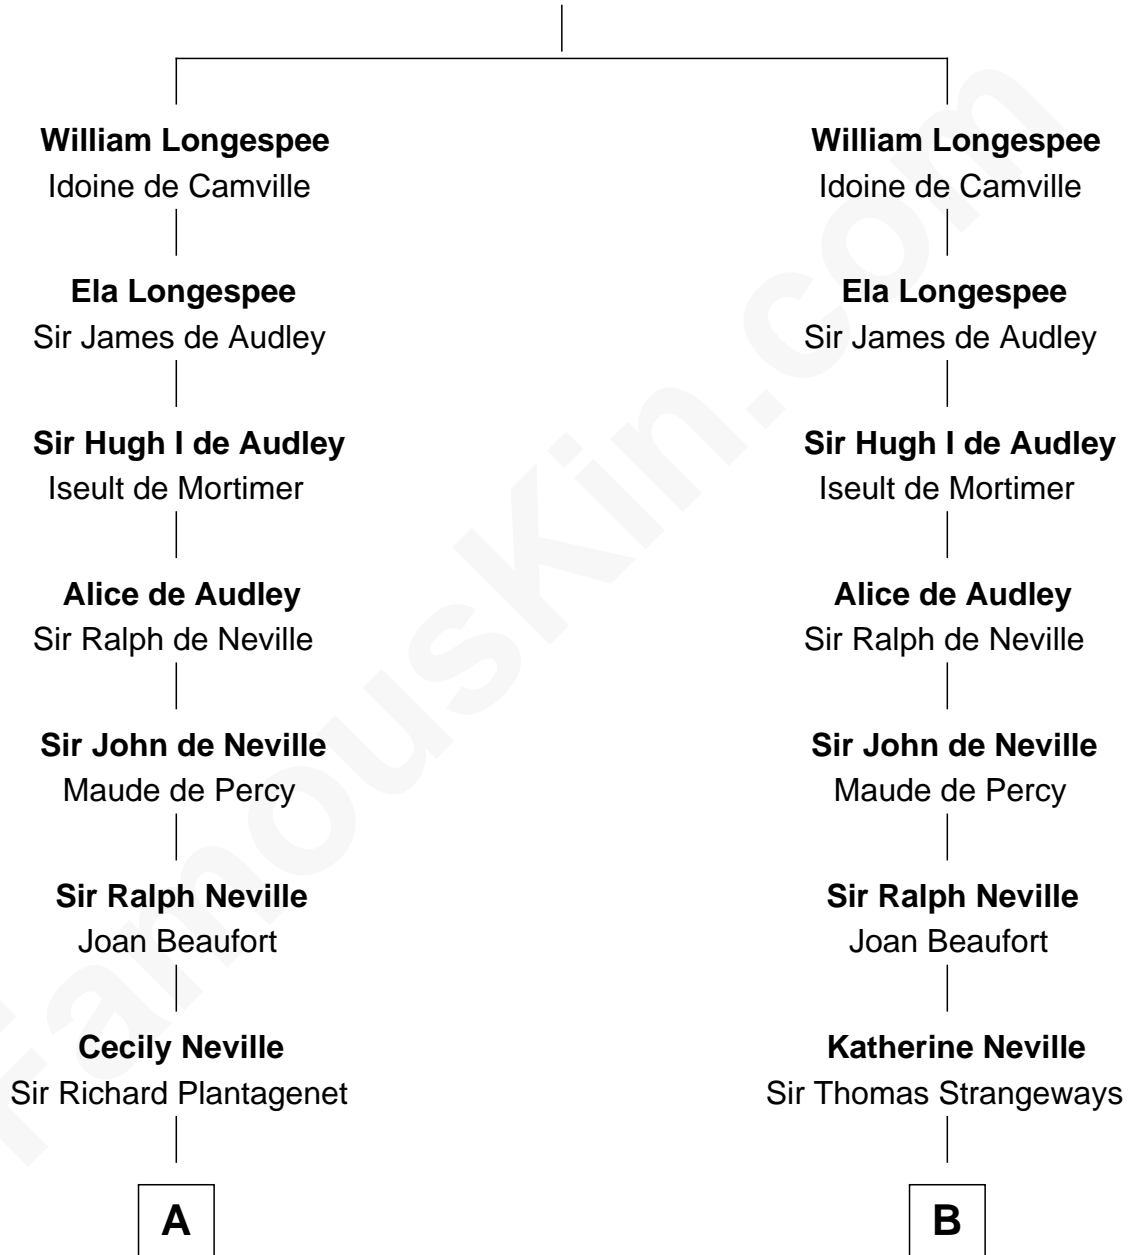 William Longespee
Idoine de Camville
Ela Longespee
Sir James de Audley
Sir Hugh I de Audley
Iseult de Mortimer
Alice de Audley
Sir Ralph de Neville
Sir John de Neville
Maude de Percy
Sir Ralph Neville
Joan Beaufort
Cecily Neville
Sir Richard Plantagenet
A
William Longespee
Idoine de Camville
Ela Longespee
Sir James de Audley
Sir Hugh I de Audley
Iseult de Mortimer
Alice de Audley
Sir Ralph de Neville
Sir John de Neville
Maude de Percy
Sir Ralph Neville
Joan Beaufort
Katherine Neville
Sir Thomas Strangeways
B
FamousKin.com